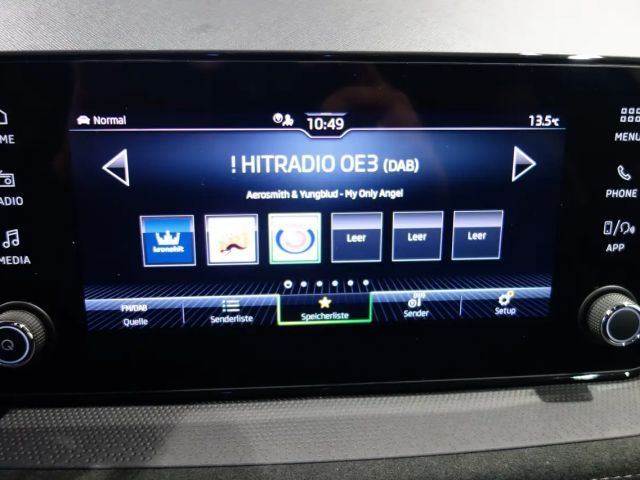 Normal
10:49
13.5°C
! HITRADIO OE3 (DAB)
Aerosmith & Yungblud - My Only Angel
kronehit
Leer
Leer
Leer
FM/DAB
Quelle
Senderliste
Speicherliste
Sender
Setup
RADIO
MEDIA
MENU
PHONE
APP